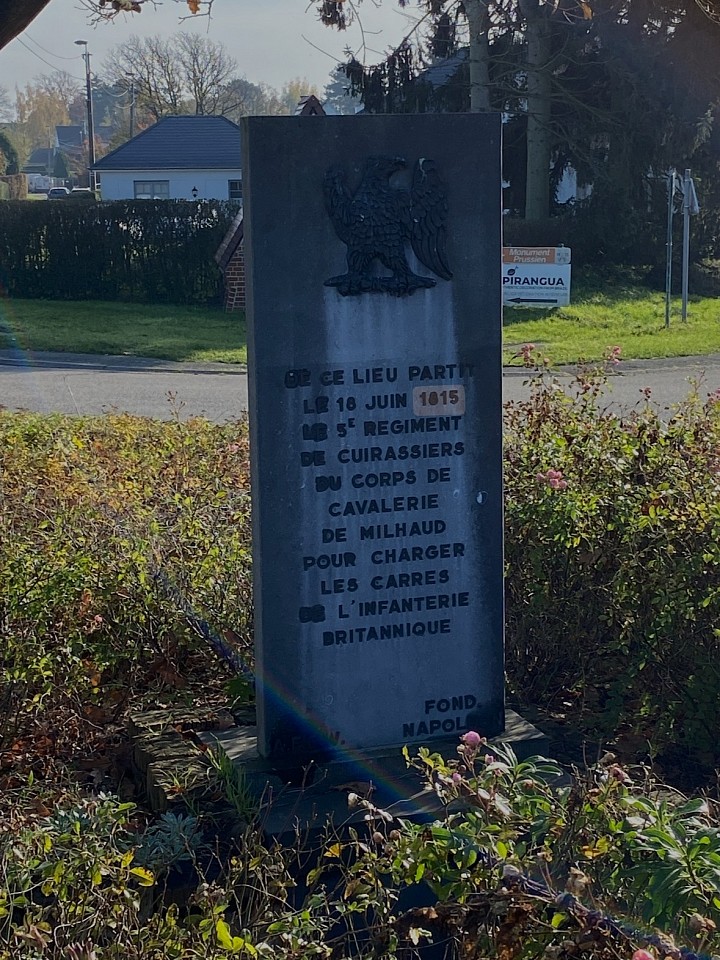 DE CE LIEU PARTIT
LE 18 JUIN 1815
LE 5E REGIMENT
DE CUIRASSIERS
DU CORPS DE
CAVALERIE
DE MILHAUD
POUR CHARGER
LES CARRES
DE L'INFANTERIE
BRITANNIQUE
FOND.
NAPOL
Monument
Prussien
PIRANGUA